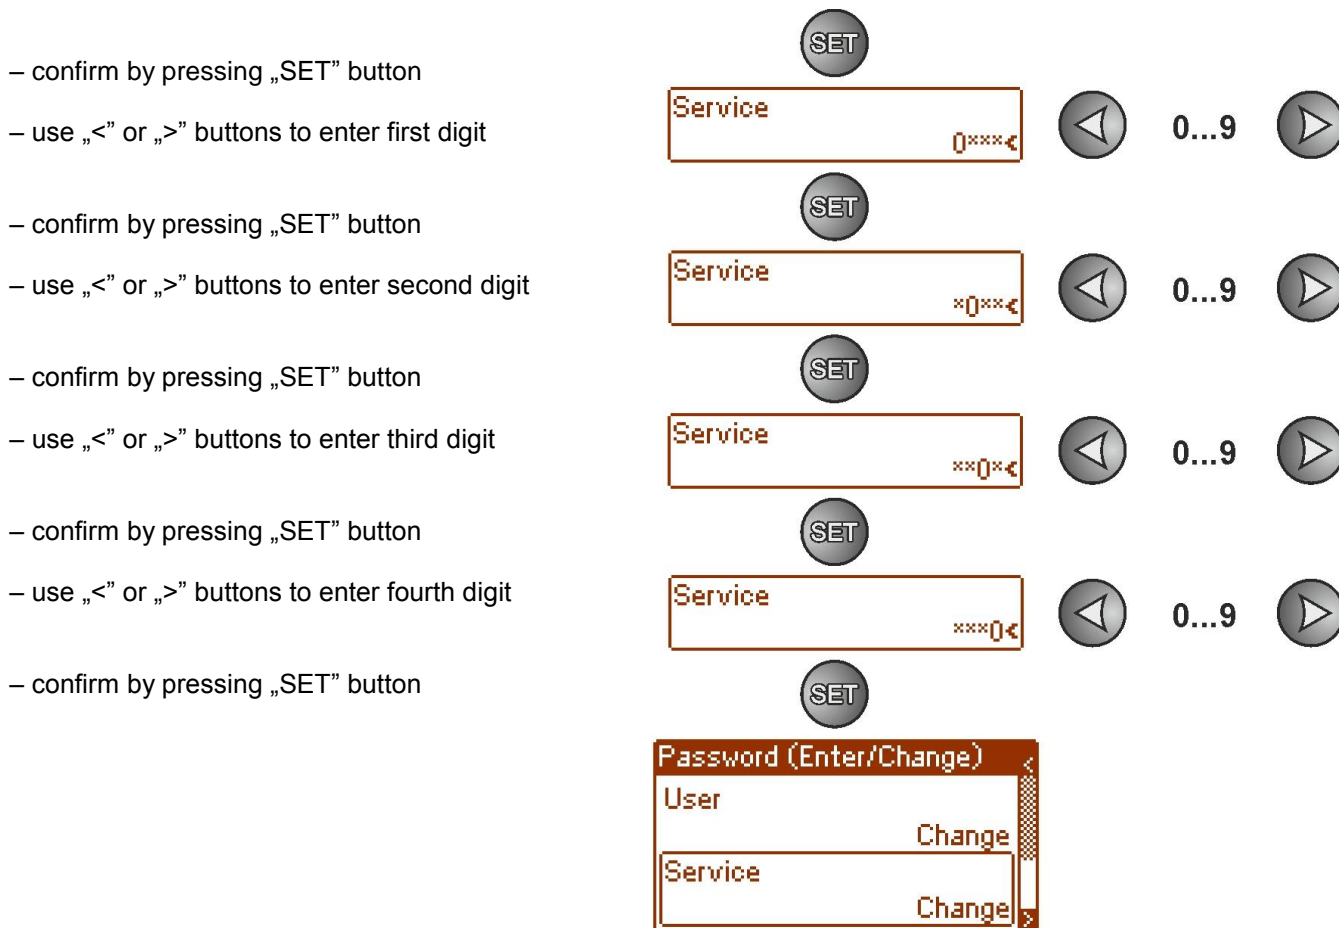 SET
– confirm by pressing „SET” button
Service
– use „<” or „>” buttons to enter first digit
0***<
0...9
SET
– confirm by pressing „SET” button
Service
– use „<” or „>” buttons to enter second digit
*0**<
0...9
SET
– confirm by pressing „SET” button
Service
– use „<” or „>” buttons to enter third digit
**0*<
0...9
SET
– confirm by pressing „SET” button
Service
– use „<” or „>” buttons to enter fourth digit
***0<
0...9
– confirm by pressing „SET” button
SET
Password (Enter/Change)
User
Change
Service
Change